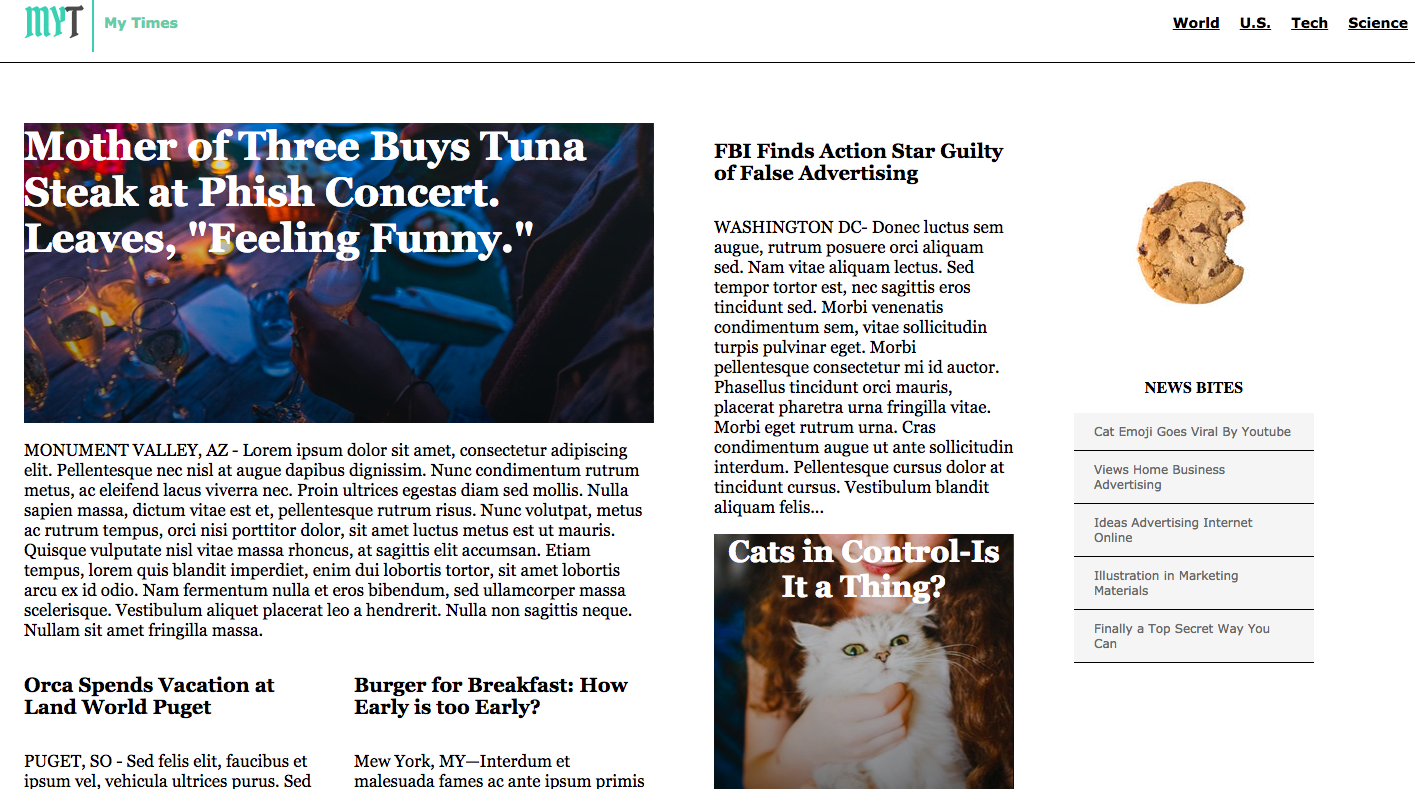 MYT
My Times
World U.S. Tech Science
Mother of Three Buys Tuna
Steak at Phish Concert.
Leaves, "Feeling Funny."
MONUMENT VALLEY, AZ - Lorem ipsum dolor sit amet, consectetur adipiscing
elit. Pellentesque nec nisl at augue dapibus dignissim. Nunc condimentum rutrum
metus, ac eleifend lacus viverra nec. Proin ultrices egestas diam sed mollis. Nulla
sapien massa, dictum vitae est et, pellentesque rutrum risus. Nunc volutpat, metus
ac rutrum tempus, orci nisi porttitor dolor, sit amet luctus metus est ut mauris.
Quisque vulputate nisl vitae massa rhoncus, at sagittis elit accumsan. Etiam
tempus, lorem quis blandit imperdiet, enim dui lobortis tortor, sit amet lobortis
arcu ex id odio. Nam fermentum nulla et eros bibendum, sed ullamcorper massa
scelerisque. Vestibulum aliquet placerat leo a hendrerit. Nulla non sagittis neque.
Nullam sit amet fringilla massa.
Orca Spends Vacation at
Land World Puget
PUGET, SO - Sed felis elit, faucibus et
ipsum vel, vehicula ultrices purus. Sed
Burger for Breakfast: How
Early is too Early?
Mew York, MY—Interdum et
malesuada fames ac ante ipsum primis
FBI Finds Action Star Guilty
of False Advertising
WASHINGTON DC- Donec luctus sem
augue, rutrum posuere orci aliquam
sed. Nam vitae aliquam lectus. Sed
tempor tortor est, nec sagittis eros
tincidunt sed. Morbi venenatis
condimentum sem, vitae sollicitudin
turpis pulvinar eget. Morbi
pellentesque consectetur mi id auctor.
Phasellus tincidunt orci mauris,
placerat pharetra urna fringilla vitae.
Morbi eget rutrum urna. Cras
condimentum augue ut ante sollicitudin
interdum. Pellentesque cursus dolor at
tincidunt cursus. Vestibulum blandit
aliquam felis...
Cats in Control-Is
It a Thing?
NEWS BITES
Cat Emoji Goes Viral By Youtube
Views Home Business
Advertising
Ideas Advertising Internet
Online
Illustration in Marketing
Materials
Finally a Top Secret Way You
Can